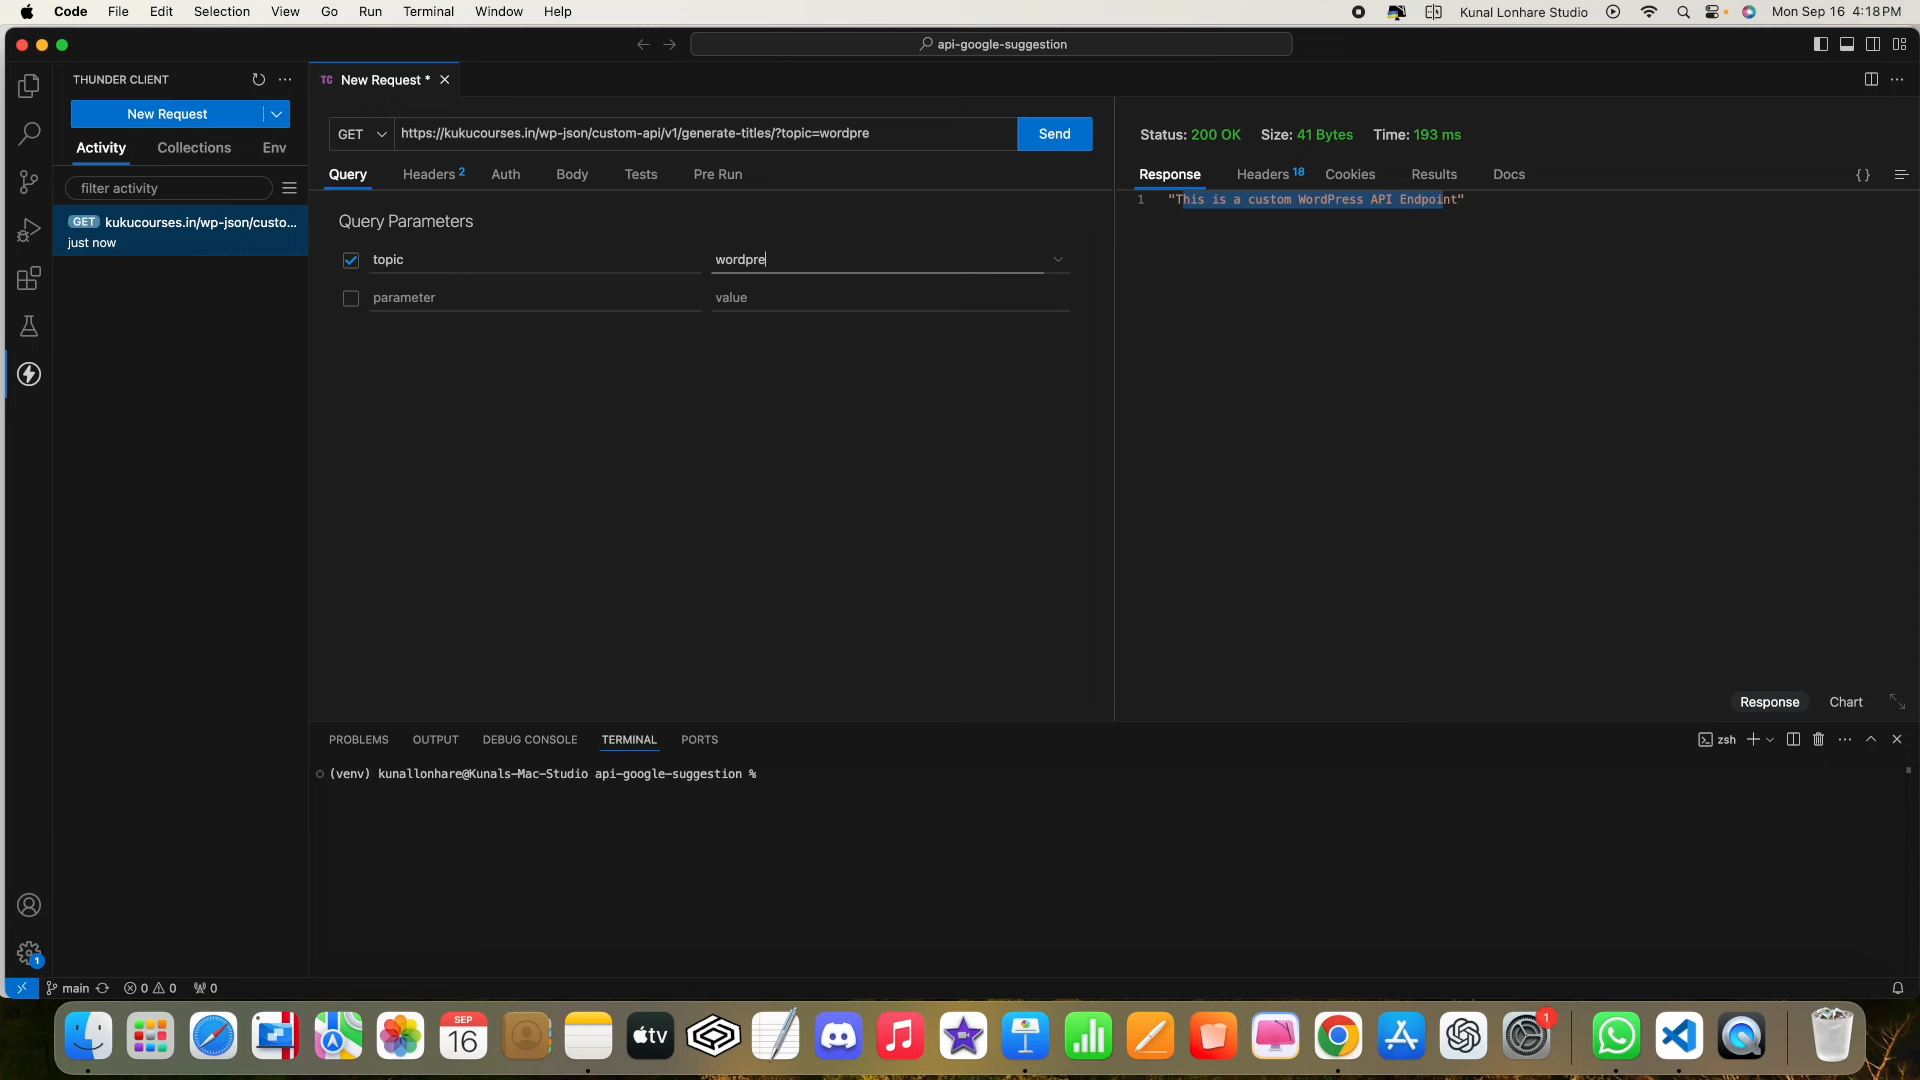 Code File Edit Selection View Go Run Terminal Window Help Kunal Lonhare Studio Mon Sep 16 4:18 PM
api-google-suggestion
THUNDER CLIENT
New Request
Activity Collections Env
filter activity
GET kukucourses.in/wp-json/custo...
just now
TC New Request *
GET https://kukucourses.in/wp-json/custom-api/v1/generate-titles/?topic=wordpre Send
Query Headers 2 Auth Body Tests Pre Run
Query Parameters
topic wordpre
parameter value
Status: 200 OK Size: 41 Bytes Time: 193 ms
Response Headers 18 Cookies Results Docs {}
1 "This is a custom WordPress API Endpoint"
Response Chart
PROBLEMS OUTPUT DEBUG CONSOLE TERMINAL PORTS
zsh
(venv) kunallonhare@Kunals-Mac-Studio api-google-suggestion %
1
main 0 0 0
SEP
16
tv
1